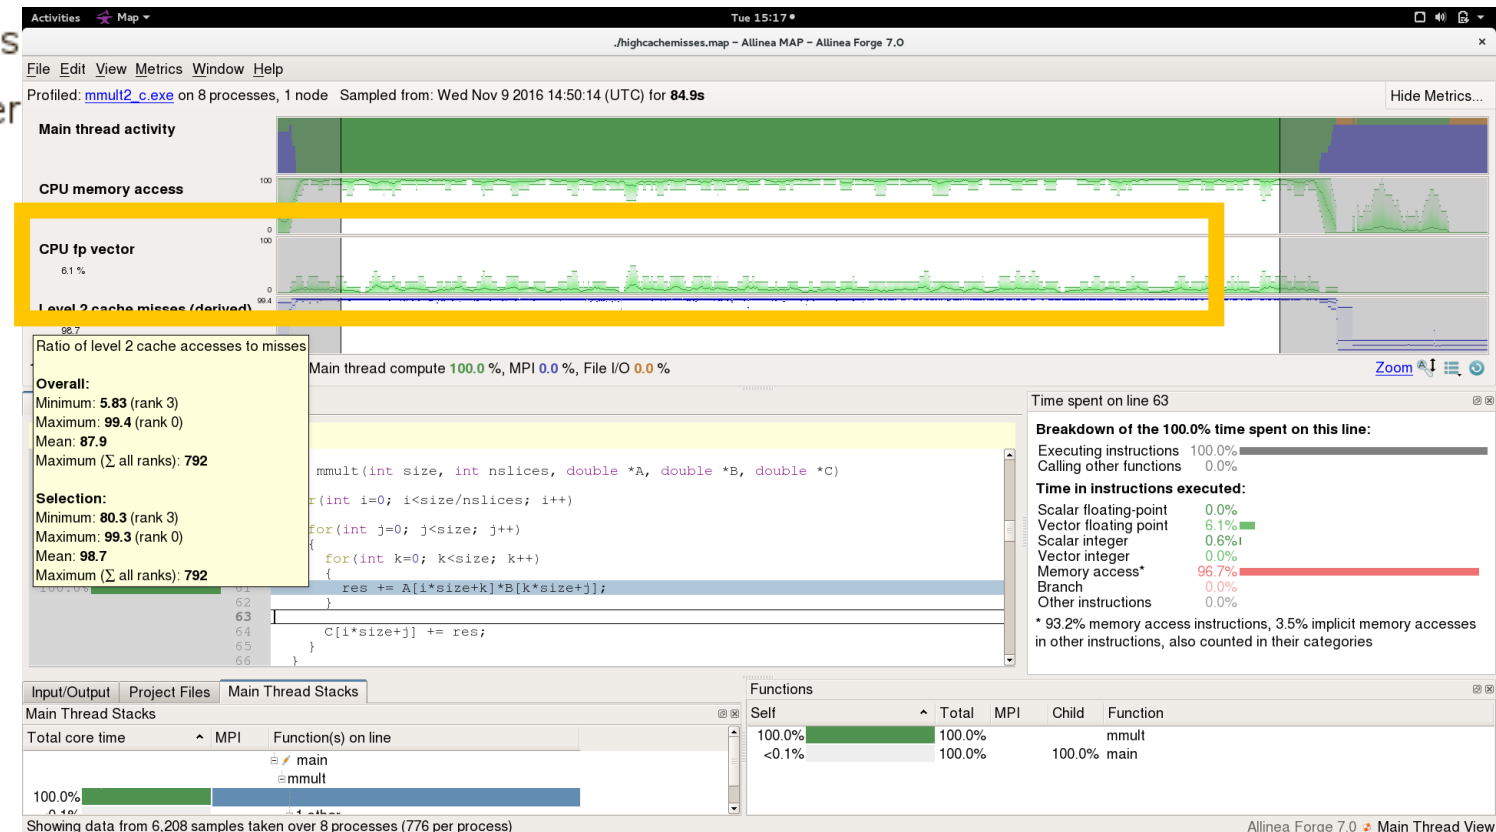 s
er
Activities Map Tue 15:17
./highcachemisses.map – Allinea MAP – Allinea Forge 7.0 ×
File Edit View Metrics Window Help
Profiled: mmult2_c.exe on 8 processes, 1 node Sampled from: Wed Nov 9 2016 14:50:14 (UTC) for 84.9s Hide Metrics...
Main thread activity
100
CPU memory access
0
100
CPU fp vector
6.1 %
0
99.4
Level 2 cache misses (derived)
98.7
Ratio of level 2 cache accesses to misses
Main thread compute 100.0 %, MPI 0.0 %, File I/O 0.0 % Zoom
Overall:
Minimum: 5.83 (rank 3)
Maximum: 99.4 (rank 0)
Mean: 87.9
Maximum (∑ all ranks): 792
Selection:
Minimum: 80.3 (rank 3)
Maximum: 99.3 (rank 0)
Mean: 98.7
Maximum (∑ all ranks): 792
mmult(int size, int nslices, double *A, double *B, double *C)
r(int i=0; i<size/nslices; i++)
for(int j=0; j<size; j++)
{
for(int k=0; k<size; k++)
{
100.0% 61 res += A[i*size+k]*B[k*size+j];
62 }
63
64 C[i*size+j] += res;
65 }
66 }
Time spent on line 63
Breakdown of the 100.0% time spent on this line:
Executing instructions 100.0%
Calling other functions 0.0%
Time in instructions executed:
Scalar floating-point 0.0%
Vector floating point 6.1%
Scalar integer 0.6%
Vector integer 0.0%
Memory access* 96.7%
Branch 0.0%
Other instructions 0.0%
* 93.2% memory access instructions, 3.5% implicit memory accesses
in other instructions, also counted in their categories
Input/Output Project Files Main Thread Stacks
Main Thread Stacks
Total core time MPI Function(s) on line
main
mmult
100.0%
<0.1% 1 other
Functions
Self Total MPI Child Function
100.0% 100.0% mmult
<0.1% 100.0% 100.0% main
Showing data from 6,208 samples taken over 8 processes (776 per process) Allinea Forge 7.0 Main Thread View